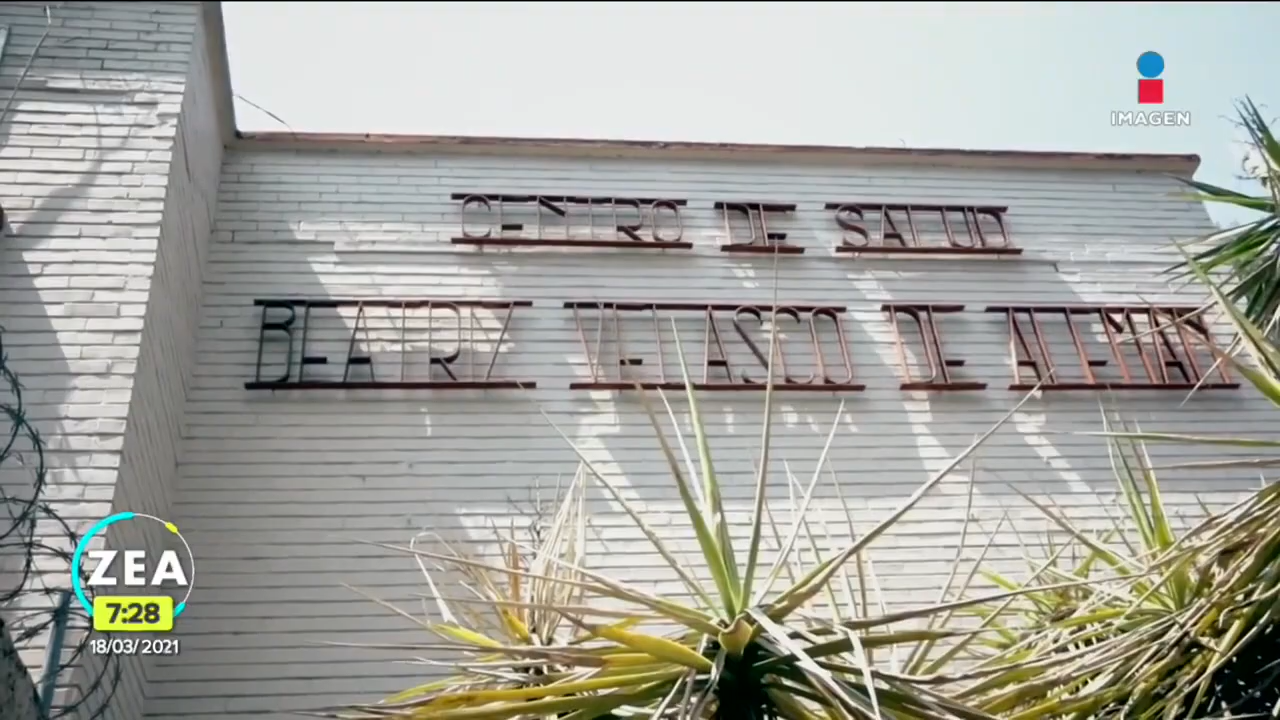 IMAGEN
CENTRO DE SALUD
BEATRIZ VELASCO DE ALEMAN
ZEA
7:28
18/03/2021